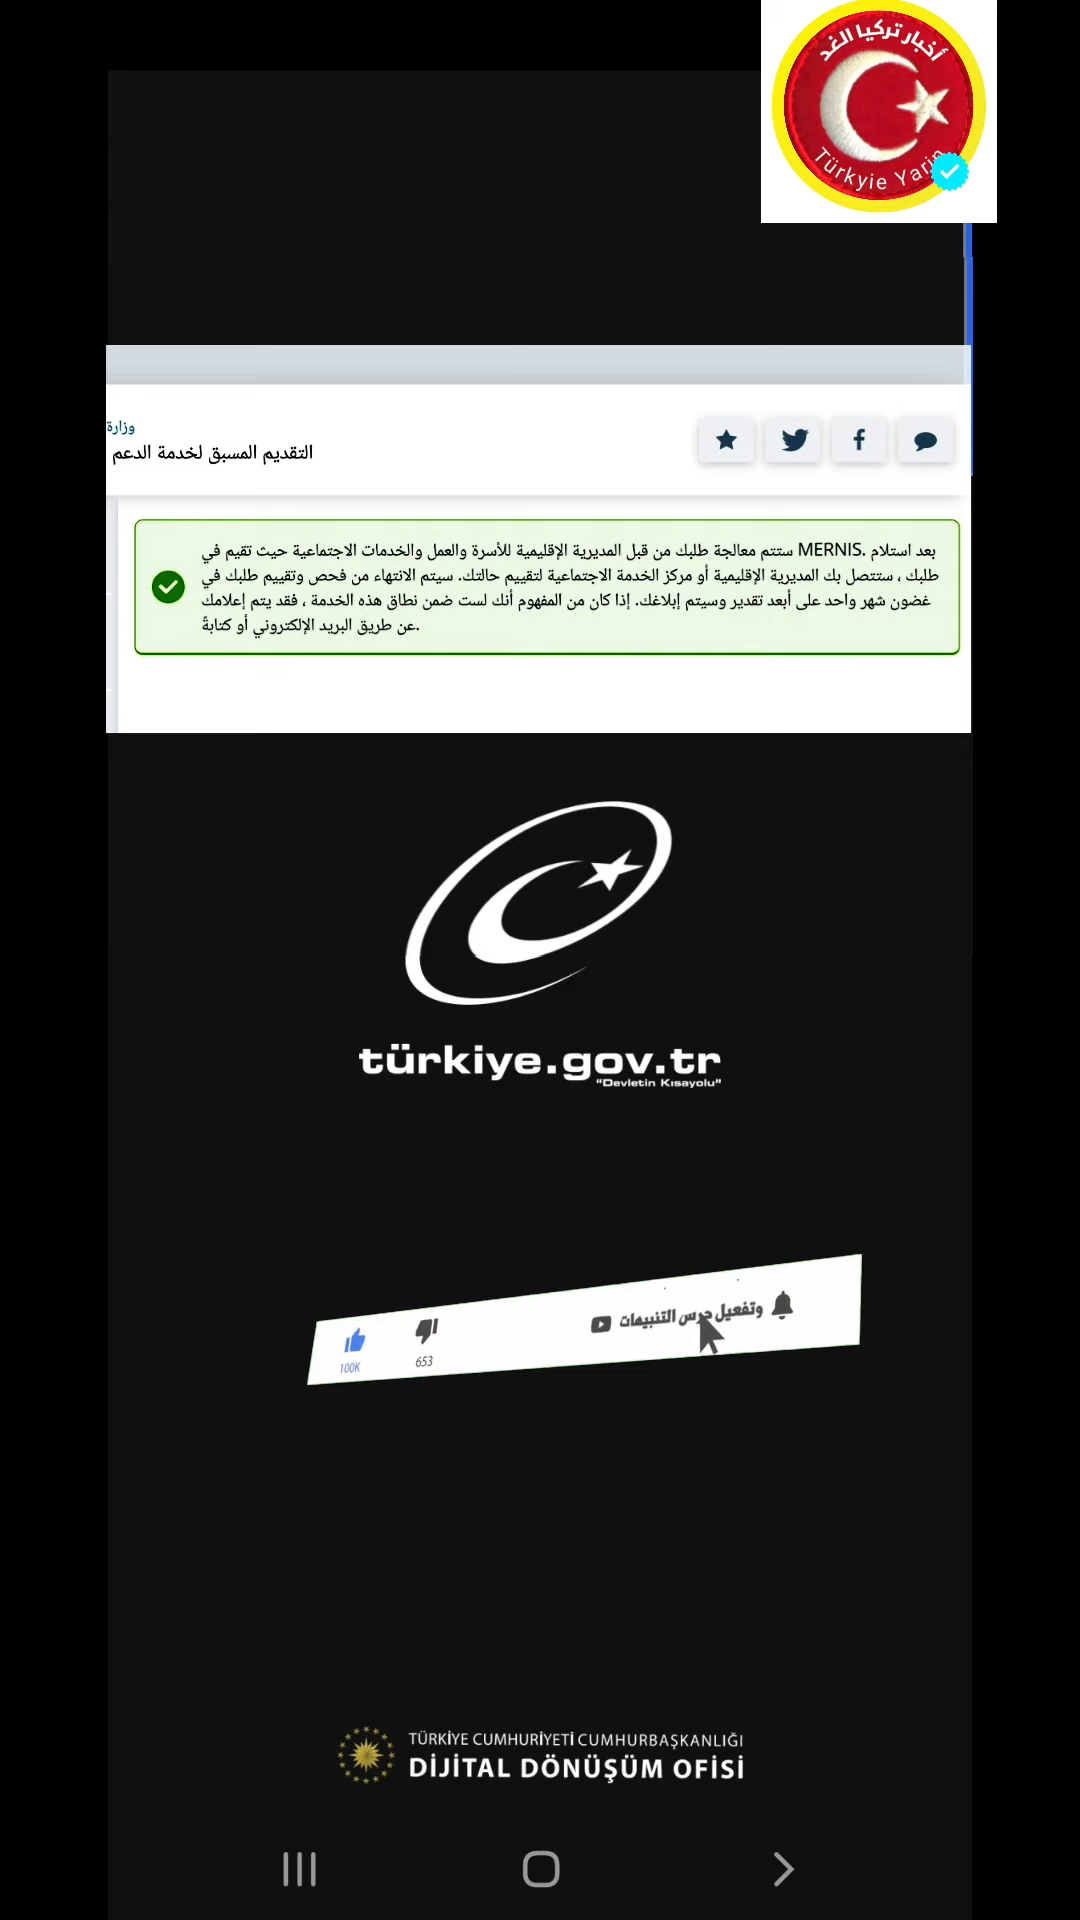 أخبار تركيا الغد
Türkyie Yarin
وزارة
التقديم المسبق لخدمة الدعم
بعد استلام .MERNIS ستتم معالجة طلبك من قبل المديرية الإقليمية للأسرة والعمل والخدمات الاجتماعية حيث تقيم في
طلبك ، ستتصل بك المديرية الإقليمية أو مركز الخدمة الاجتماعية لتقييم حالتك. سيتم الانتهاء من فحص وتقييم طلبك في
غضون شهر واحد على أبعد تقدير وسيتم إبلاغك. إذا كان من المفهوم أنك لست ضمن نطاق هذه الخدمة ، فقد يتم إعلامك
عن طريق البريد الإلكتروني أو كتابةً.
türkiye.gov.tr
"Devletin Kısayolu"
وتفعيل جرس التنبيهات
100K
653
TÜRKİYE CUMHURİYETİ CUMHURBAŞKANLIĞI
DİJİTAL DÖNÜŞÜM OFİSİ